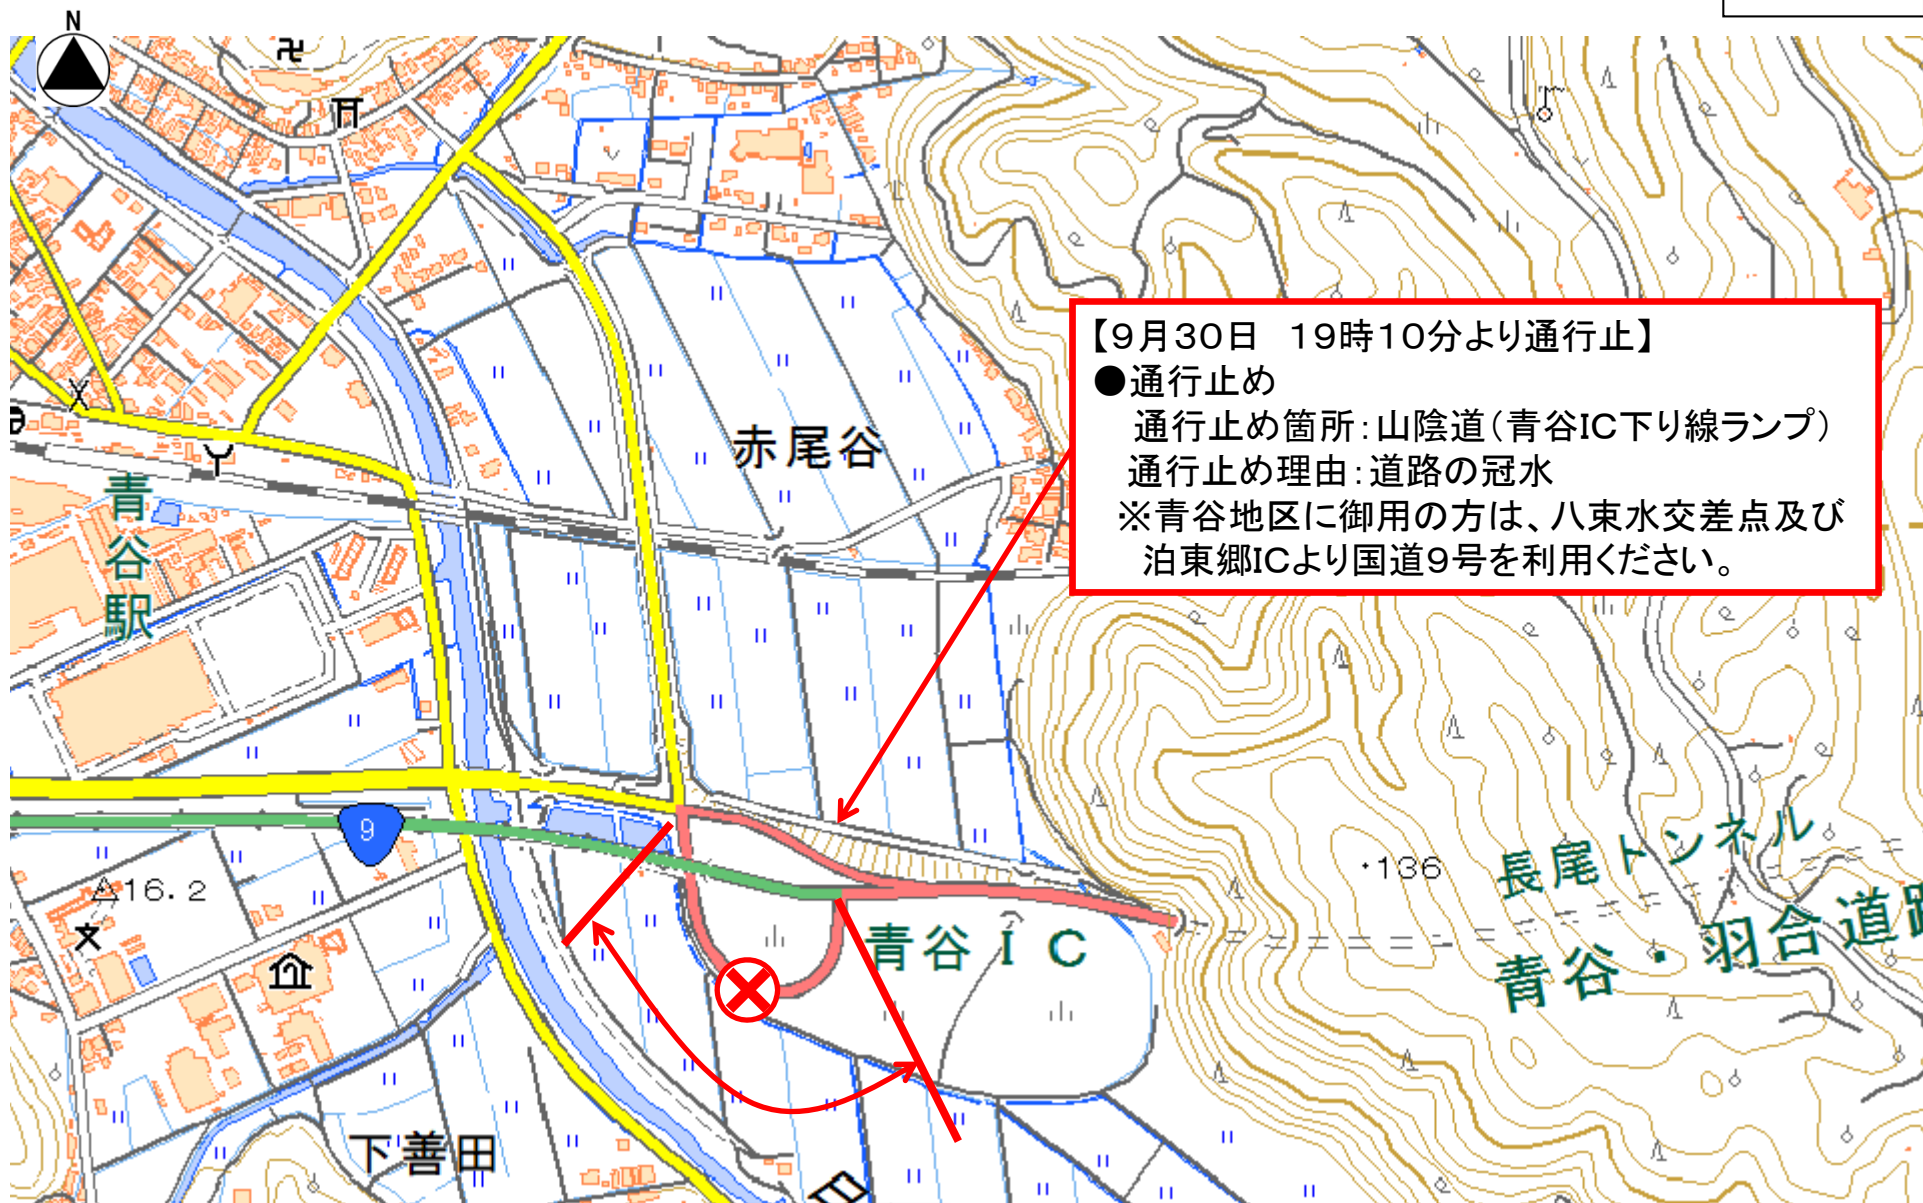 N
【9月30日　19時10分より通行止】
●通行止め
通行止め箇所：山陰道（青谷IC下り線ランプ）
通行止め理由：道路の冠水
※青谷地区に御用の方は、八束水交差点及び
泊東郷ICより国道9号を利用ください。
赤尾谷
青谷駅
9
16.2
136
長尾トンネル
青谷IC
青谷・羽合道路
下善田